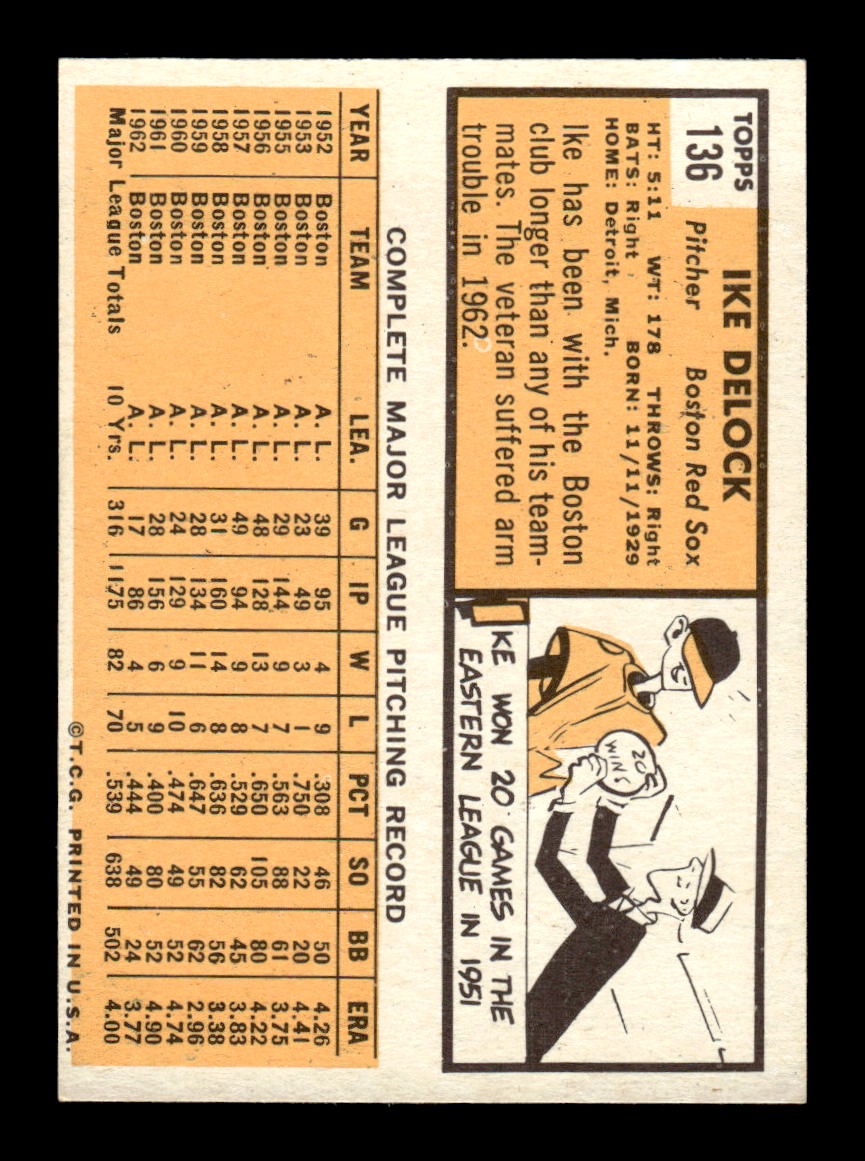 TOPPS
136
IKE DELOCK
Pitcher Boston Red Sox
HT: 5:11 WT: 178 THROWS: Right
BATS: Right BORN: 11/11/1929
HOME: Detroit, Mich.
Ike has been with the Boston
club longer than any of his team-
mates. The veteran suffered arm
trouble in 1962.
20
WINS
IKE WON 20 GAMES IN THE
EASTERN LEAGUE IN 1951
COMPLETE MAJOR LEAGUE PITCHING RECORD
YEAR TEAM LEA. G IP W L PCT SO BB ERA
1952 Boston A. L. 39 95 4 9 .308 46 50 4.26
1953 Boston A. L. 23 49 3 1 .750 22 20 4.41
1955 Boston A. L. 29 144 9 7 .563 88 61 3.75
1956 Boston A. L. 48 128 13 7 .650 105 80 4.22
1957 Boston A. L. 49 94 9 8 .529 62 45 3.83
1958 Boston A. L. 31 160 14 8 .636 82 56 3.38
1959 Boston A. L. 28 134 11 6 .647 55 62 2.96
1960 Boston A. L. 24 129 9 10 .474 49 52 4.74
1961 Boston A. L. 28 156 6 9 .400 80 52 4.90
1962 Boston A. L. 17 86 4 5 .444 49 24 3.77
Major League Totals 10 Yrs. 316 1175 82 70 .539 638 502 4.00
©T.C.G. PRINTED IN U.S.A.